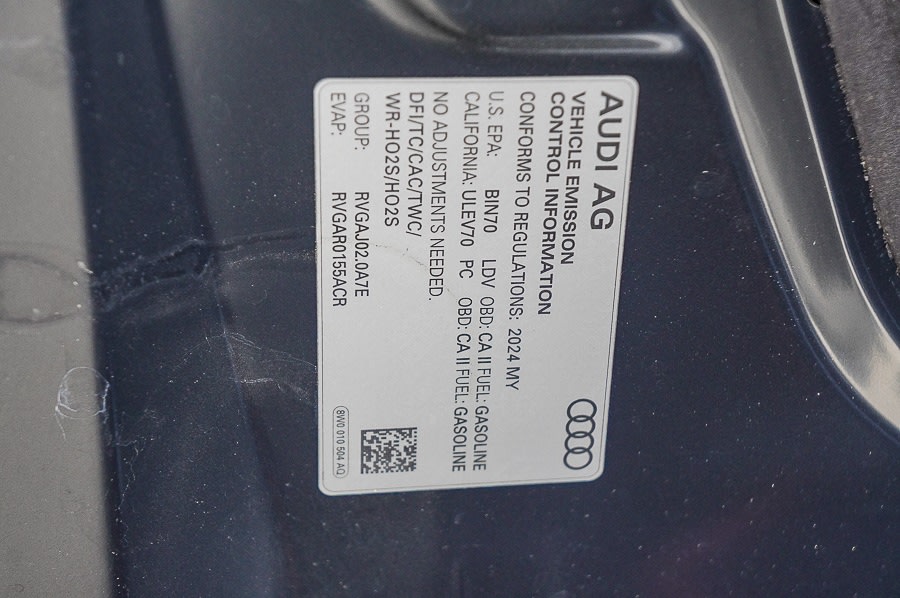 AUDI AG
VEHICLE EMISSION
CONTROL INFORMATION
CONFORMS TO REGULATIONS: 2024 MY
U.S. EPA: BIN70 LDV OBD: CA II FUEL: GASOLINE
CALIFORNIA: ULEV70 PC OBD: CA II FUEL: GASOLINE
NO ADJUSTMENTS NEEDED.
DFI/TC/CAC/TWC/
WR-HO2S/HO2S
GROUP: RVGAJ02.0A7E
EVAP: RVGAR0155ACR
8W0 010 504 AQ